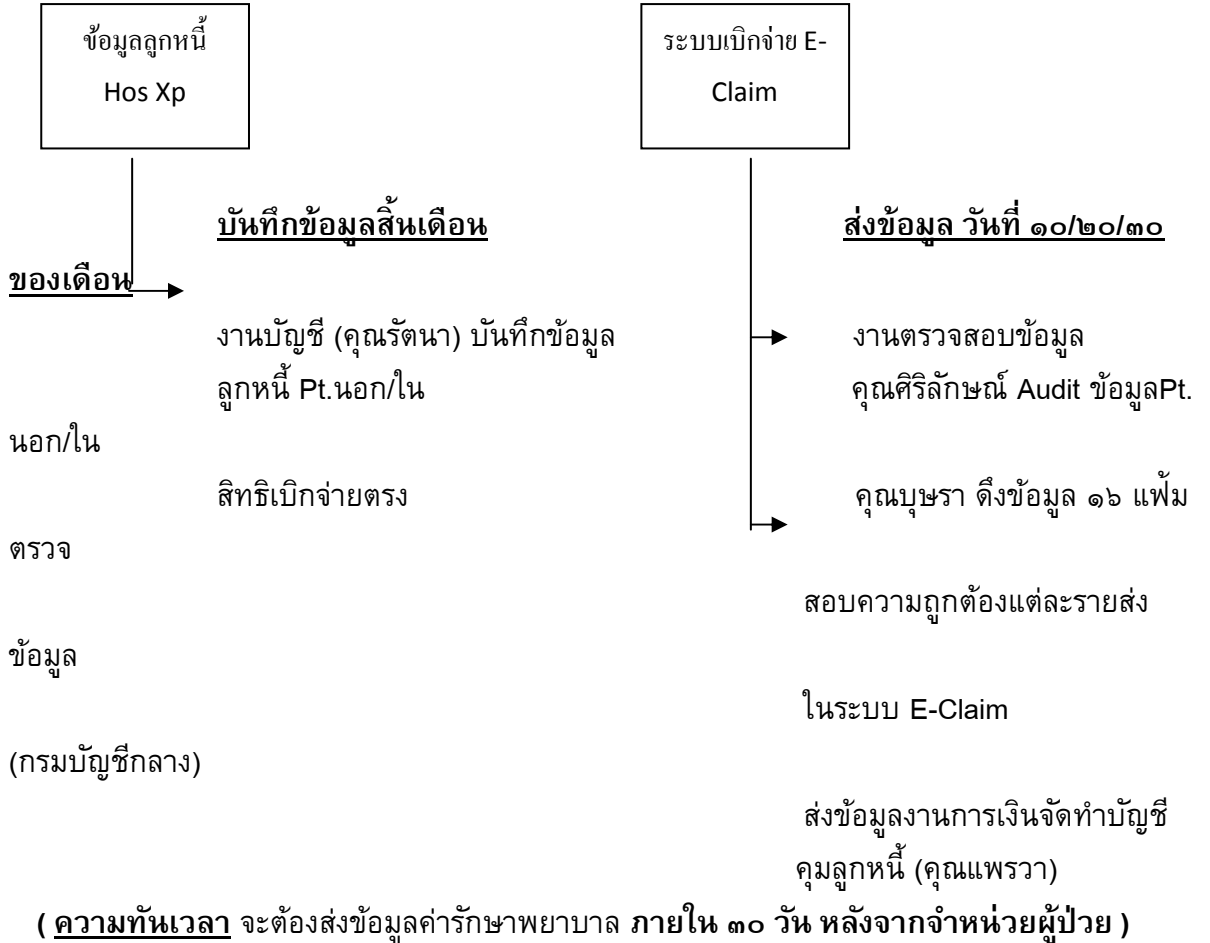 ข้อมูลลูกหนี้
Hos Xp
ระบบเบิกจ่าย E-
Claim
บันทึกข้อมูลสิ้นเดือน ส่งข้อมูล วันที่ ๑๐/๒๐/๓๐
ของเดือน
งานบัญชี (คุณรัตนา) บันทึกข้อมูล งานตรวจสอบข้อมูล
ลูกหนี้ Pt.นอก/ใน คุณศิริลักษณ์ Audit ข้อมูลPt.
นอก/ใน
สิทธิเบิกจ่ายตรง คุณบุษรา ดึงข้อมูล ๑๖ แฟ้ม
ตรวจ
สอบความถูกต้องแต่ละรายส่ง
ข้อมูล
ในระบบ E-Claim
(กรมบัญชีกลาง)
ส่งข้อมูลงานการเงินจัดทำบัญชี
คุมลูกหนี้ (คุณแพรวา)
( ความทันเวลา จะต้องส่งข้อมูลค่ารักษาพยาบาล ภายใน ๓๐ วัน หลังจากจำหน่วยผู้ป่วย )